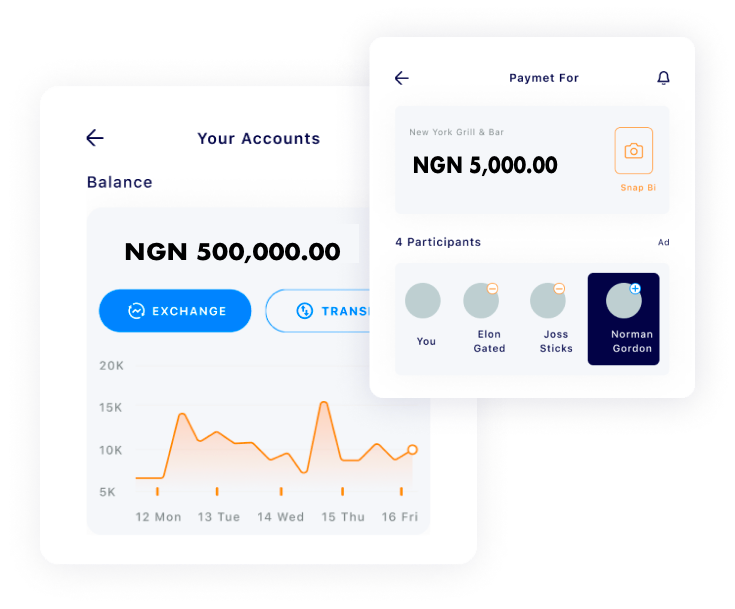 Your Accounts
Balance
NGN 500,000.00
EXCHANGE
TRANS
20K
15K
10K
5K
12 Mon 13 Tue 14 Wed 15 Thu 16 Fri
Paymet For
New York Grill & Bar
NGN 5,000.00
Snap Bi
4 Participants
Ad
You
Elon
Gated
Joss
Sticks
Norman
Gordon